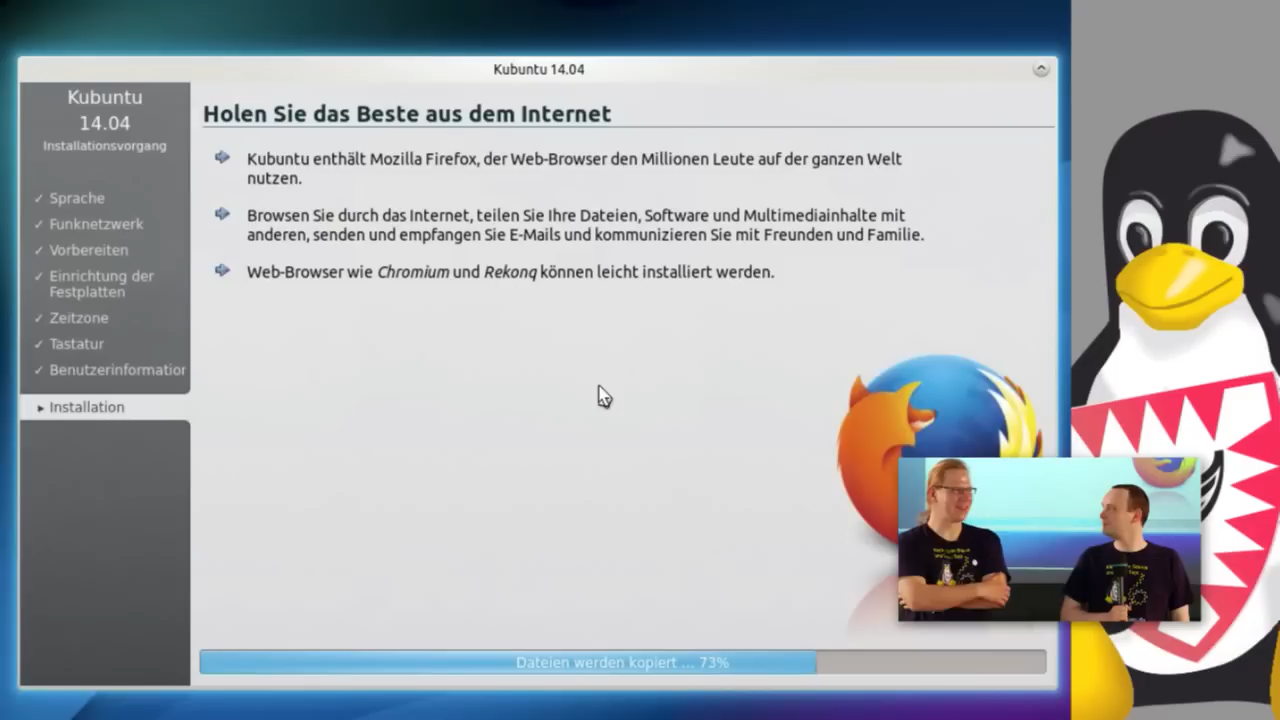 Kubuntu 14.04
Kubuntu
14.04
Installationsvorgang
✓ Sprache
✓ Funknetzwerk
✓ Vorbereiten
✓ Einrichtung der
Festplatten
✓ Zeitzone
✓ Tastatur
✓ Benutzerinformation
▸ Installation
Holen Sie das Beste aus dem Internet
Kubuntu enthält Mozilla Firefox, der Web-Browser den Millionen Leute auf der ganzen Welt
nutzen.
Browsen Sie durch das Internet, teilen Sie Ihre Dateien, Software und Multimediainhalte mit
anderen, senden und empfangen Sie E-Mails und kommunizieren Sie mit Freunden und Familie.
Web-Browser wie Chromium und Rekonq können leicht installiert werden.
Dateien werden kopiert ... 73%